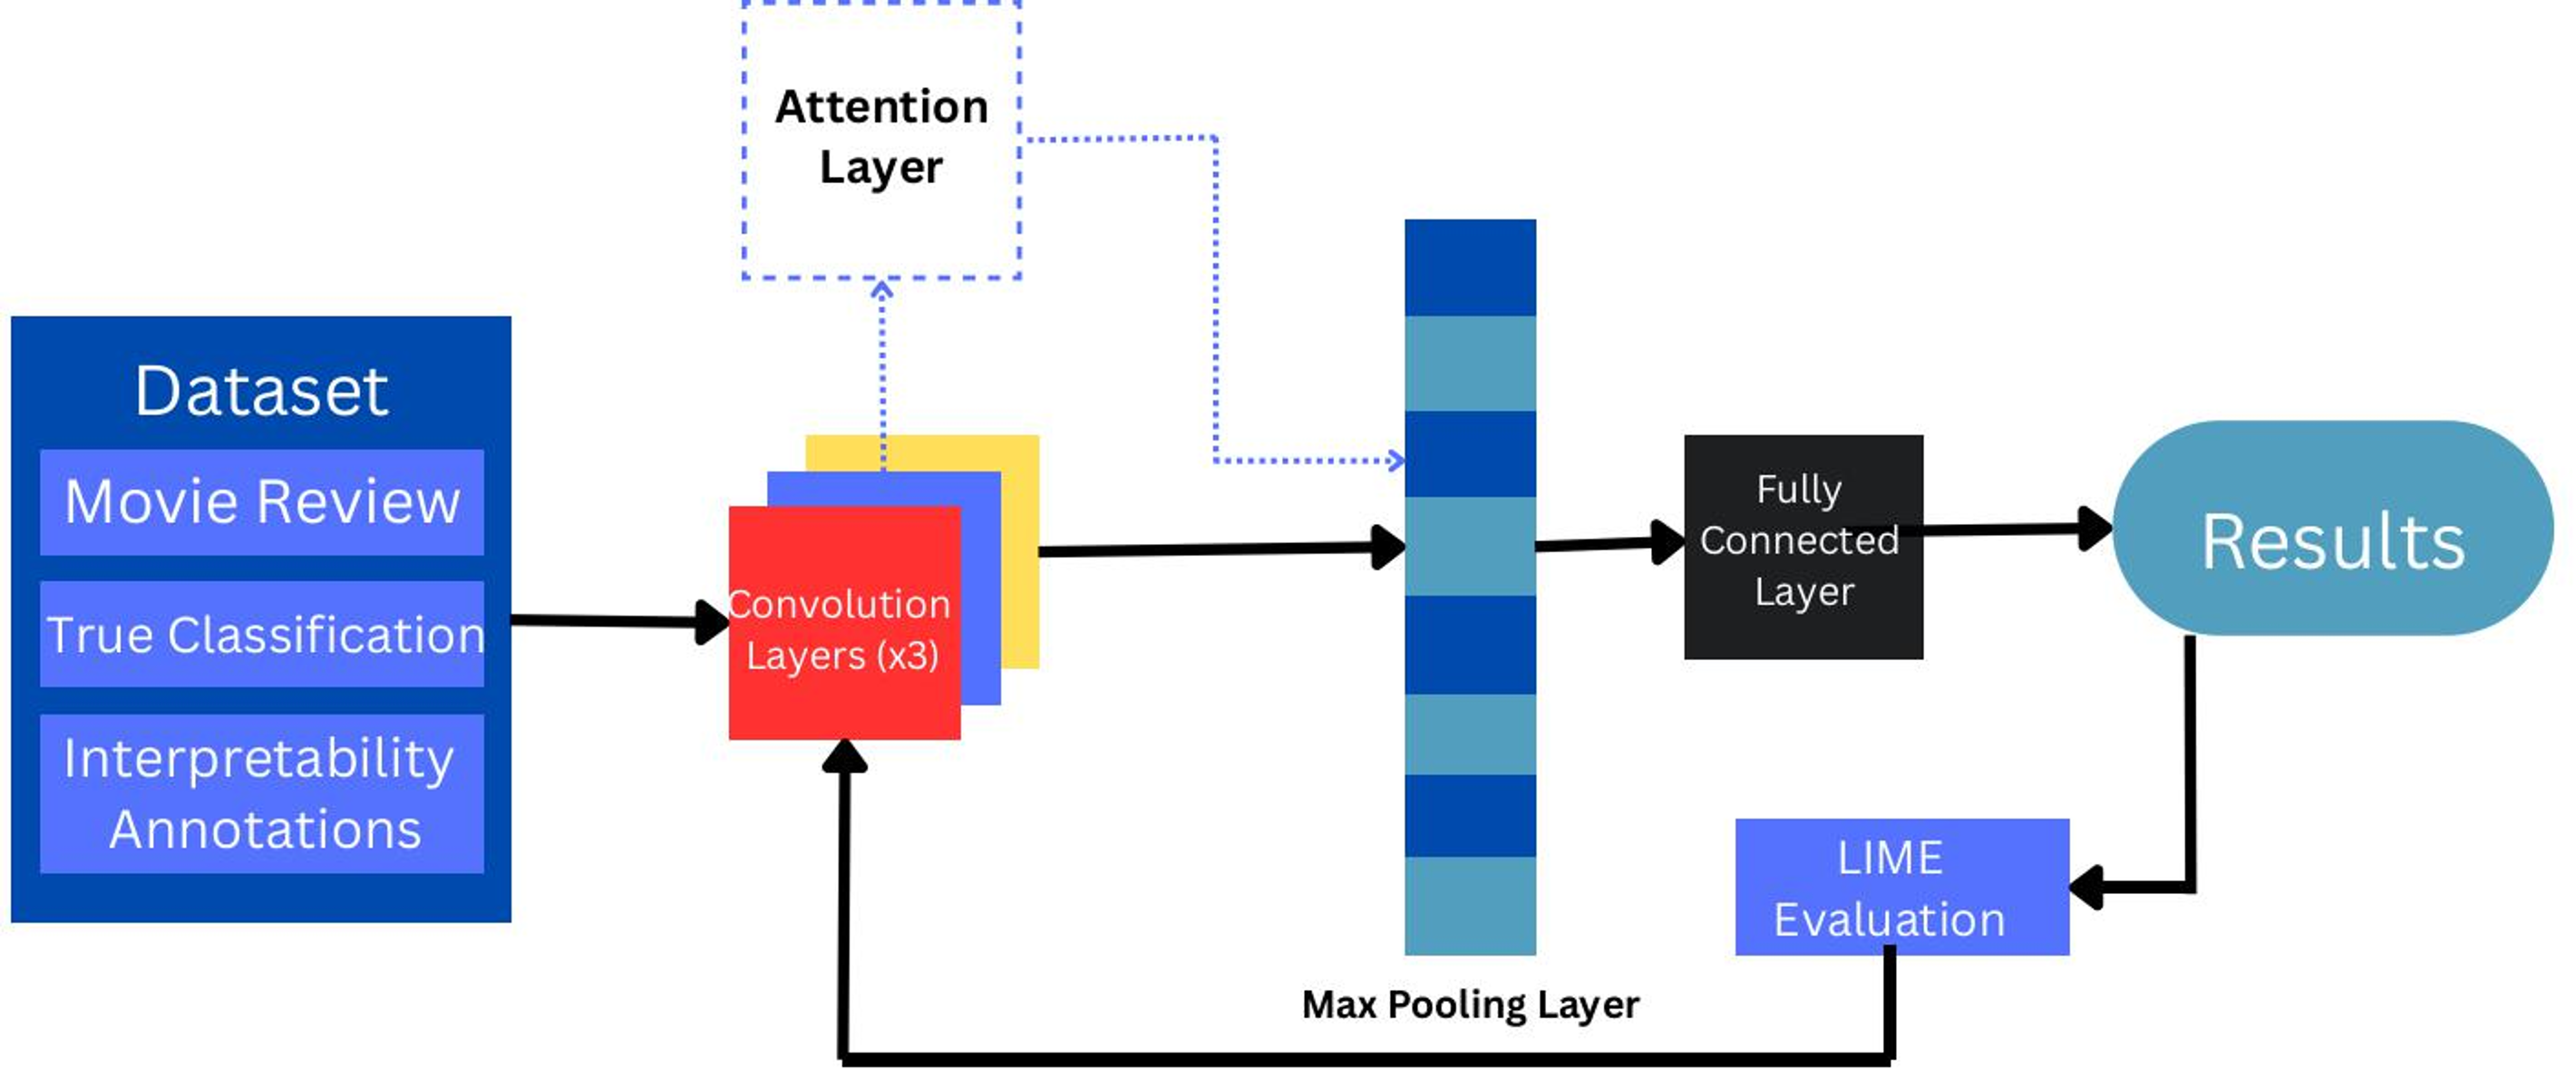 Attention
Layer
Dataset
Movie Review
True Classification
Interpretability
Annotations
Convolution
Layers (x3)
Max Pooling Layer
Fully
Connected
Layer
Results
LIME
Evaluation